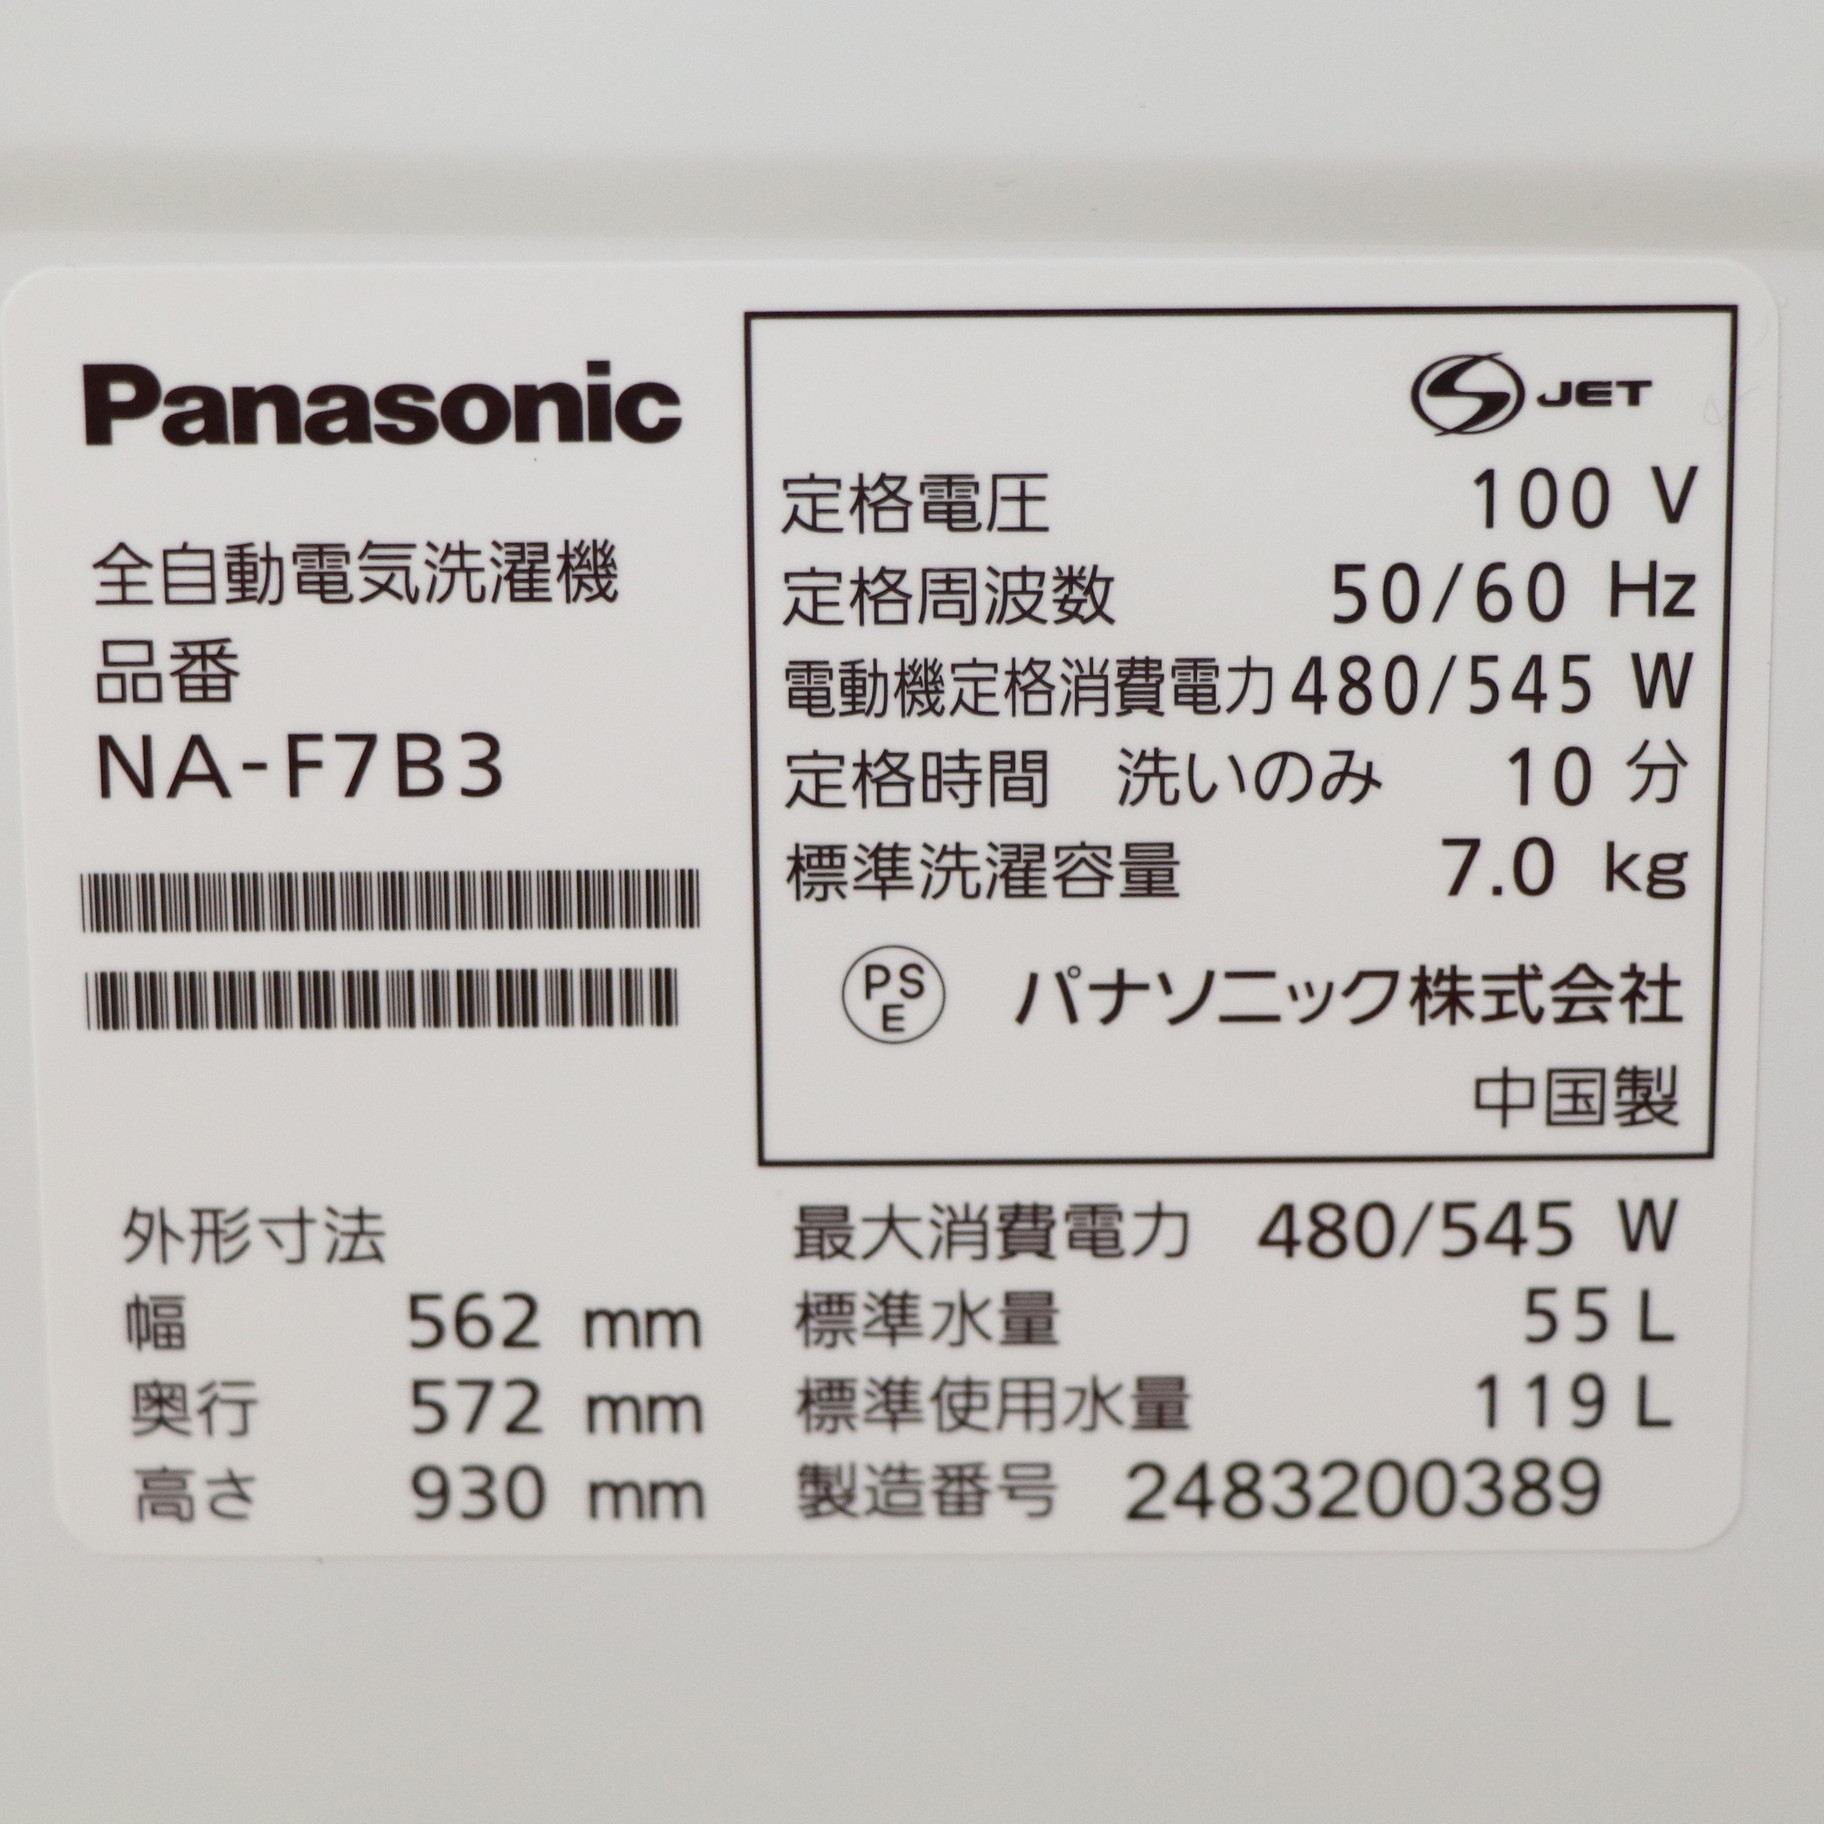 Panasonic
全自動電気洗濯機
品番
NA-F7B3
S JET
定格電圧 100 V
定格周波数 50/60 Hz
電動機定格消費電力 480/545 W
定格時間 洗いのみ 10 分
標準洗濯容量 7.0 kg
PS
E
パナソニック株式会社
中国製
外形寸法
幅 562 mm
奥行 572 mm
高さ 930 mm
最大消費電力 480/545 W
標準水量 55 L
標準使用水量 119 L
製造番号 2483200389